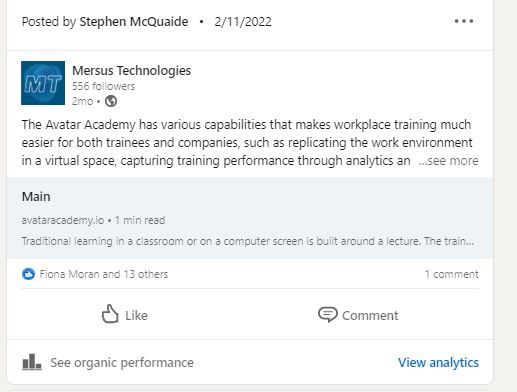 Posted by Stephen McQuaide • 2/11/2022
MT
Mersus Technologies
556 followers
2mo •
The Avatar Academy has various capabilities that makes workplace training much
easier for both trainees and companies, such as replicating the work environment
in a virtual space, capturing training performance through analytics an ...see more
Main
avataracademy.io • 1 min read
Traditional learning in a classroom or on a computer screen is built around a lecture. The train...
Fiona Moran and 13 others 1 comment
Like Comment
See organic performance View analytics